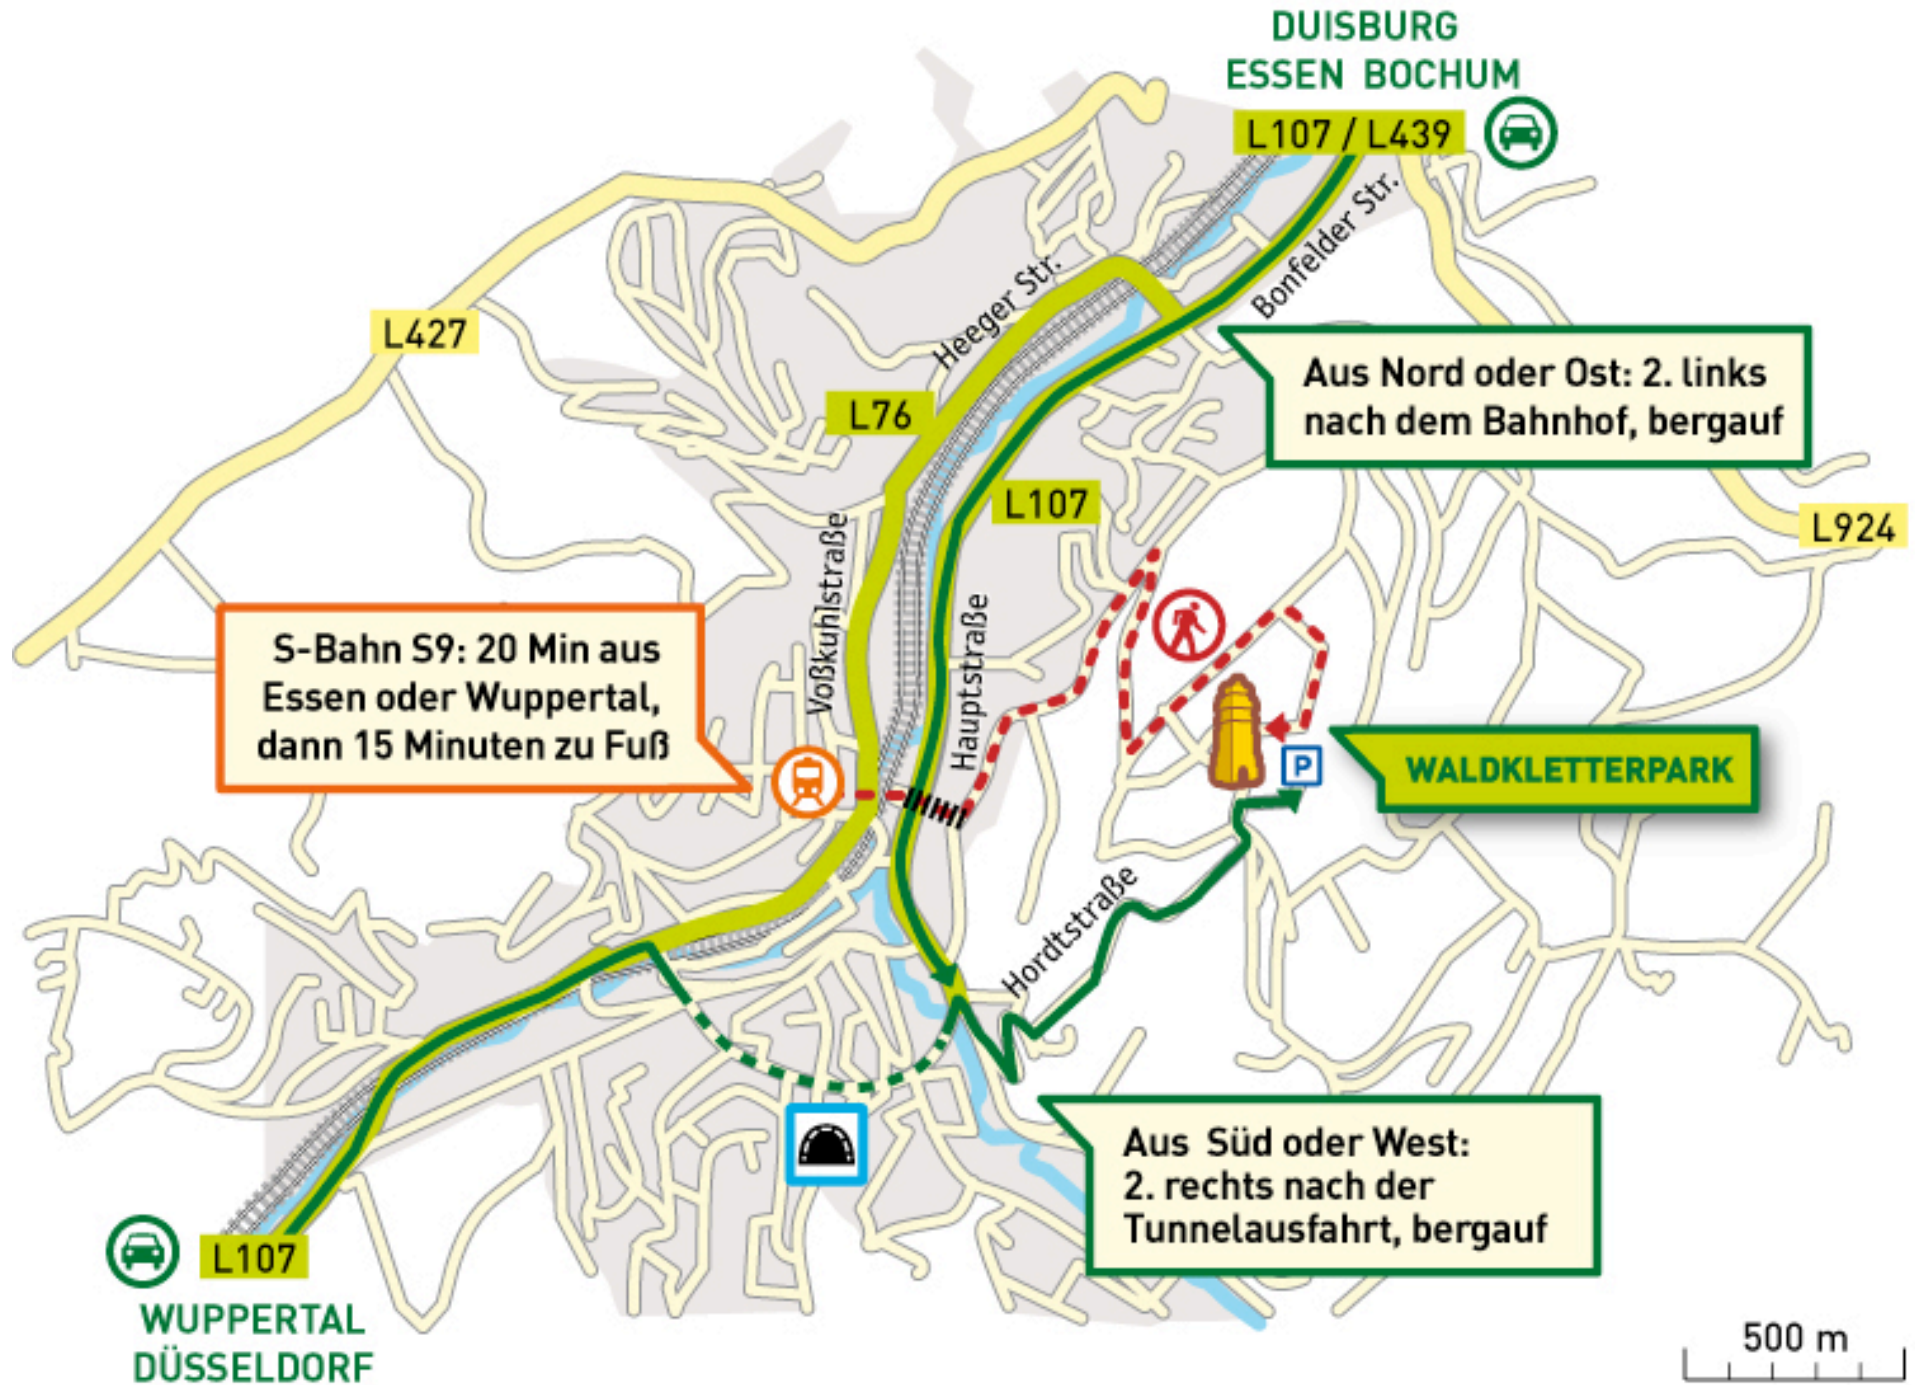 DUISBURG
ESSEN BOCHUM
L107 / L439
Bonfelder Str.
Heeger Str.
L427
Aus Nord oder Ost: 2. links
nach dem Bahnhof, bergauf
L76
L107
L924
Voßkuhlstraße
Hauptstraße
S-Bahn S9: 20 Min aus
Essen oder Wuppertal,
dann 15 Minuten zu Fuß
P
WALDKLETTERPARK
Hordtstraße
Aus Süd oder West:
2. rechts nach der
Tunnelausfahrt, bergauf
L107
WUPPERTAL
DÜSSELDORF
500 m